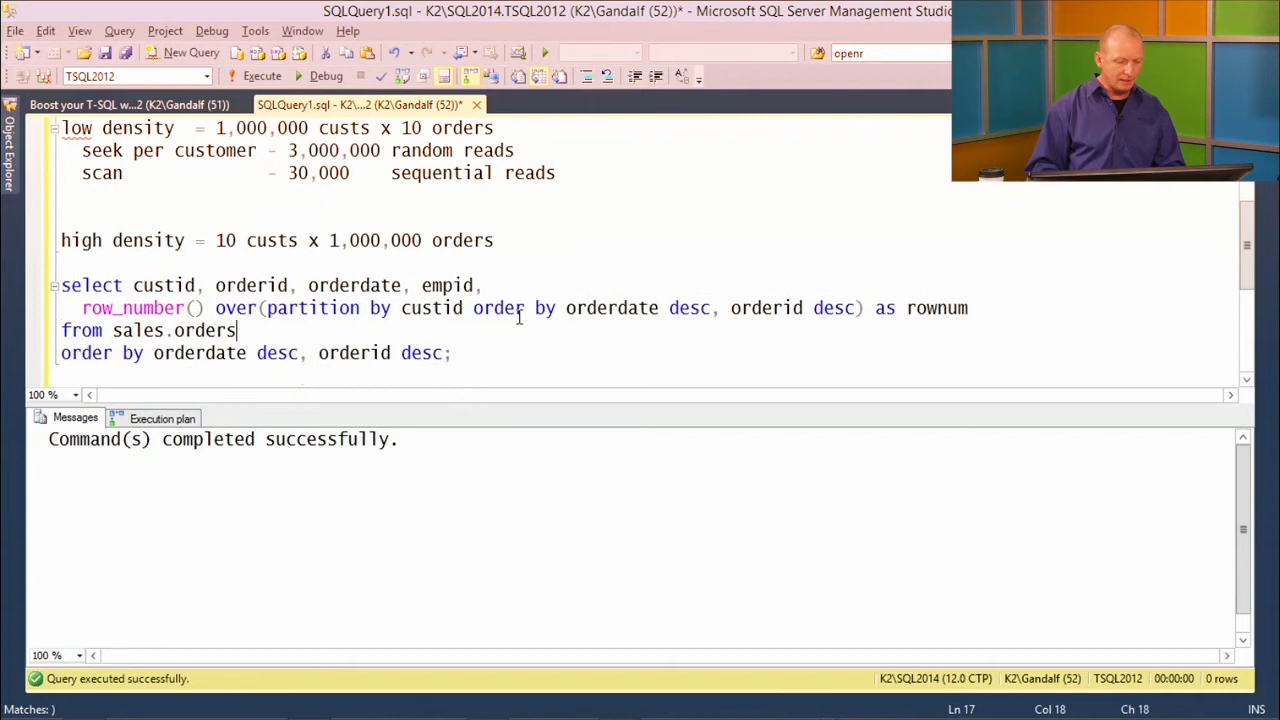 SQLQuery1.sql - K2\SQL2014.TSQL2012 (K2\Gandalf (52))* - Microsoft SQL Server Management Studio
File Edit View Query Project Debug Tools Window Help
New Query openr
TSQL2012 Execute Debug
Boost your T-SQL w...2 (K2\Gandalf (51)) SQLQuery1.sql - K2\...2 (K2\Gandalf (52))*
Object Explorer
low density = 1,000,000 custs x 10 orders
seek per customer - 3,000,000 random reads
scan - 30,000 sequential reads
high density = 10 custs x 1,000,000 orders
select custid, orderid, orderdate, empid,
row_number() over(partition by custid order by orderdate desc, orderid desc) as rownum
from sales.orders
order by orderdate desc, orderid desc;
100 %
Messages Execution plan
Command(s) completed successfully.
100 %
Query executed successfully. K2\SQL2014 (12.0 CTP) K2\Gandalf (52) TSQL2012 00:00:00 0 rows
Matches: ) Ln 17 Col 18 Ch 18 INS